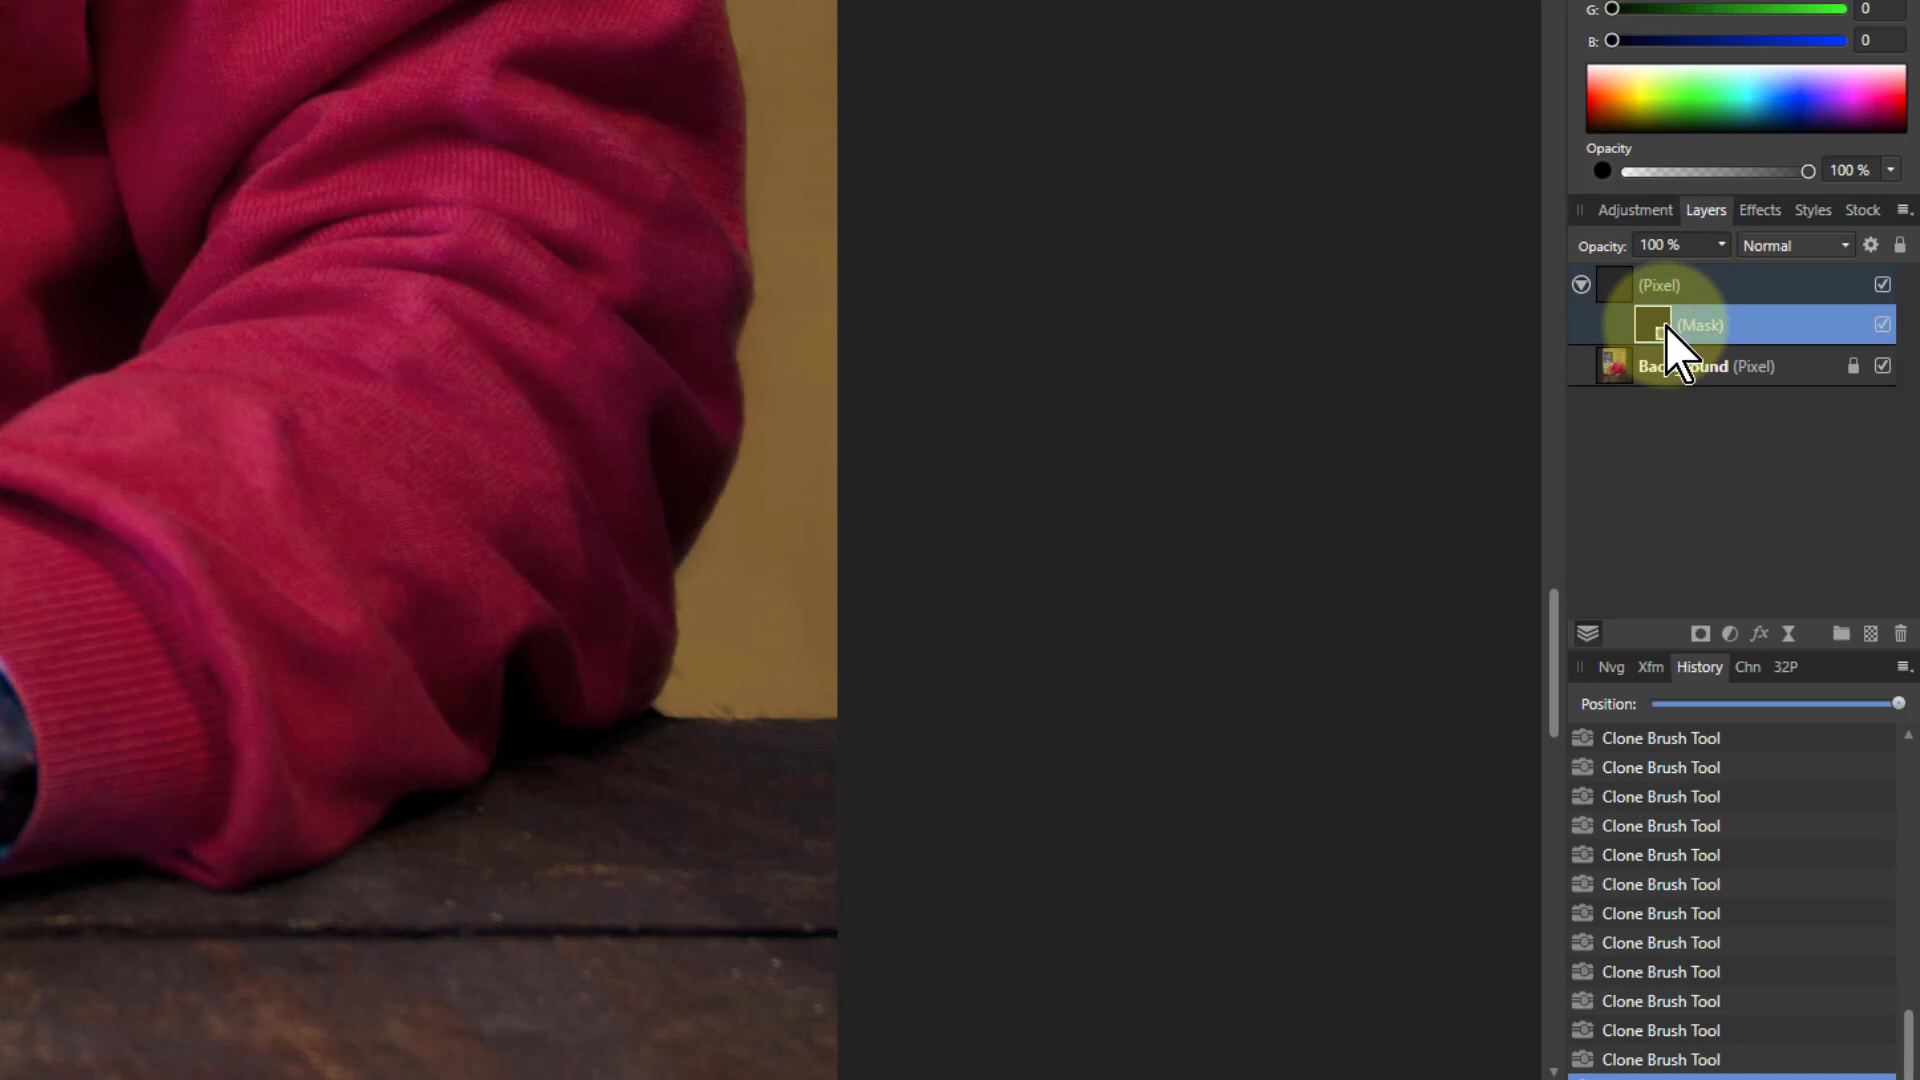 G: 0
B: 0
Opacity
100 %
Adjustment Layers Effects Styles Stock
Opacity: 100 % Normal
(Pixel)
(Mask)
Background (Pixel)
fx
Nvg Xfm History Chn 32P
Position:
Clone Brush Tool
Clone Brush Tool
Clone Brush Tool
Clone Brush Tool
Clone Brush Tool
Clone Brush Tool
Clone Brush Tool
Clone Brush Tool
Clone Brush Tool
Clone Brush Tool
Clone Brush Tool
Clone Brush Tool